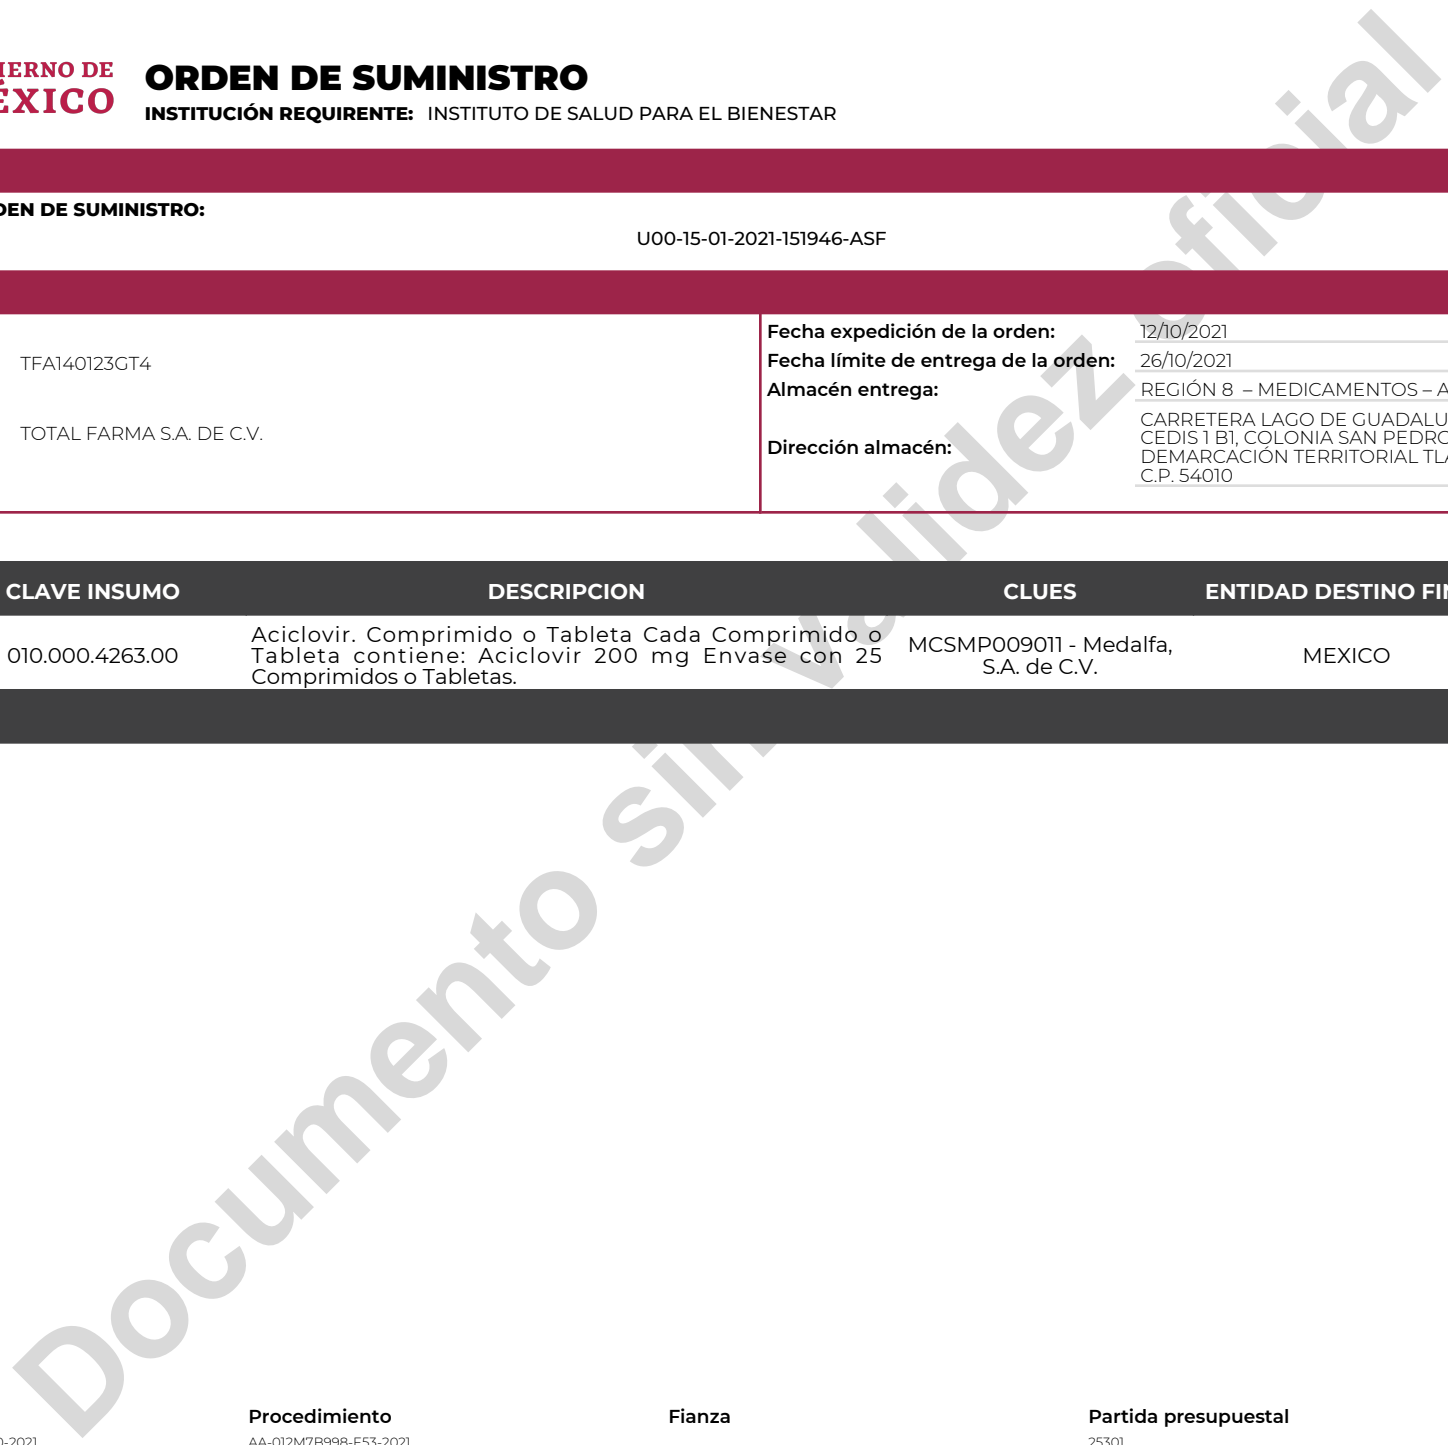 IERNO DE
ÉXICO
ORDEN DE SUMINISTRO
INSTITUCIÓN REQUIRENTE: INSTITUTO DE SALUD PARA EL BIENESTAR
DEN DE SUMINISTRO:
U00-15-01-2021-151946-ASF
TFA140123GT4
TOTAL FARMA S.A. DE C.V.
Fecha expedición de la orden: 12/10/2021
Fecha límite de entrega de la orden: 26/10/2021
Almacén entrega: REGIÓN 8 – MEDICAMENTOS – A
Dirección almacén:
CARRETERA LAGO DE GUADALU
CEDIS 1 B1, COLONIA SAN PEDRO
DEMARCACIÓN TERRITORIAL TLA
C.P. 54010
CLAVE INSUMO DESCRIPCION CLUES ENTIDAD DESTINO FIN
010.000.4263.00
Aciclovir. Comprimido o Tableta Cada Comprimido o
Tableta contiene: Aciclovir 200 mg Envase con 25
Comprimidos o Tabletas.
MCSMP009011 - Medalfa,
S.A. de C.V.
MEXICO
Documento sin validez oficial
Procedimiento Fianza Partida presupuestal
0-2021 AA-012M7B998-E53-2021 25301